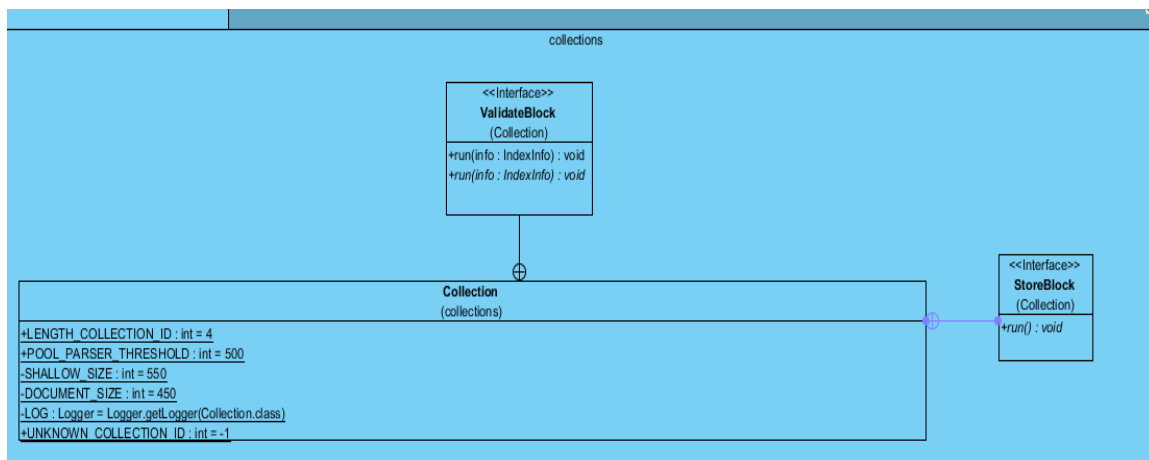 collections
<<Interface>>
ValidateBlock
(Collection)
+run(info : IndexInfo) : void
+run(info : IndexInfo) : void
<<Interface>>
StoreBlock
(Collection)
+run() : void
Collection
(collections)
+LENGTH_COLLECTION_ID : int = 4
+POOL_PARSER_THRESHOLD : int = 500
-SHALLOW_SIZE : int = 550
-DOCUMENT_SIZE : int = 450
-LOG : Logger = Logger.getLogger(Collection.class)
+UNKNOWN_COLLECTION_ID : int = -1